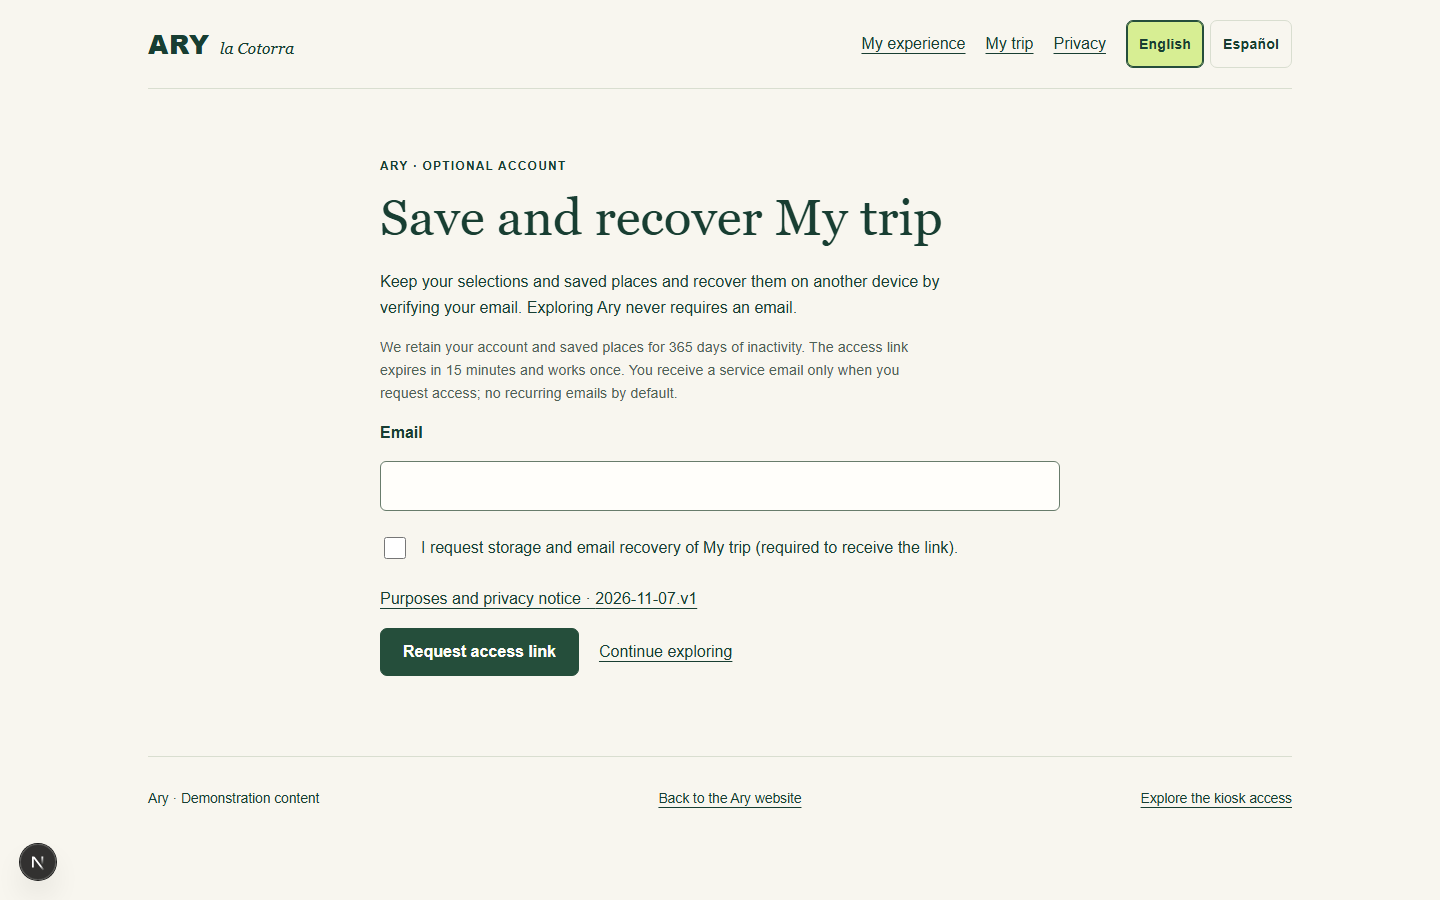 ARY la Cotorra
My experience My trip Privacy English Español
ARY · OPTIONAL ACCOUNT
Save and recover My trip
Keep your selections and saved places and recover them on another device by
verifying your email. Exploring Ary never requires an email.
We retain your account and saved places for 365 days of inactivity. The access link
expires in 15 minutes and works once. You receive a service email only when you
request access; no recurring emails by default.
Email
I request storage and email recovery of My trip (required to receive the link).
Purposes and privacy notice · 2026-11-07.v1
Request access link Continue exploring
Ary · Demonstration content Back to the Ary website Explore the kiosk access
N